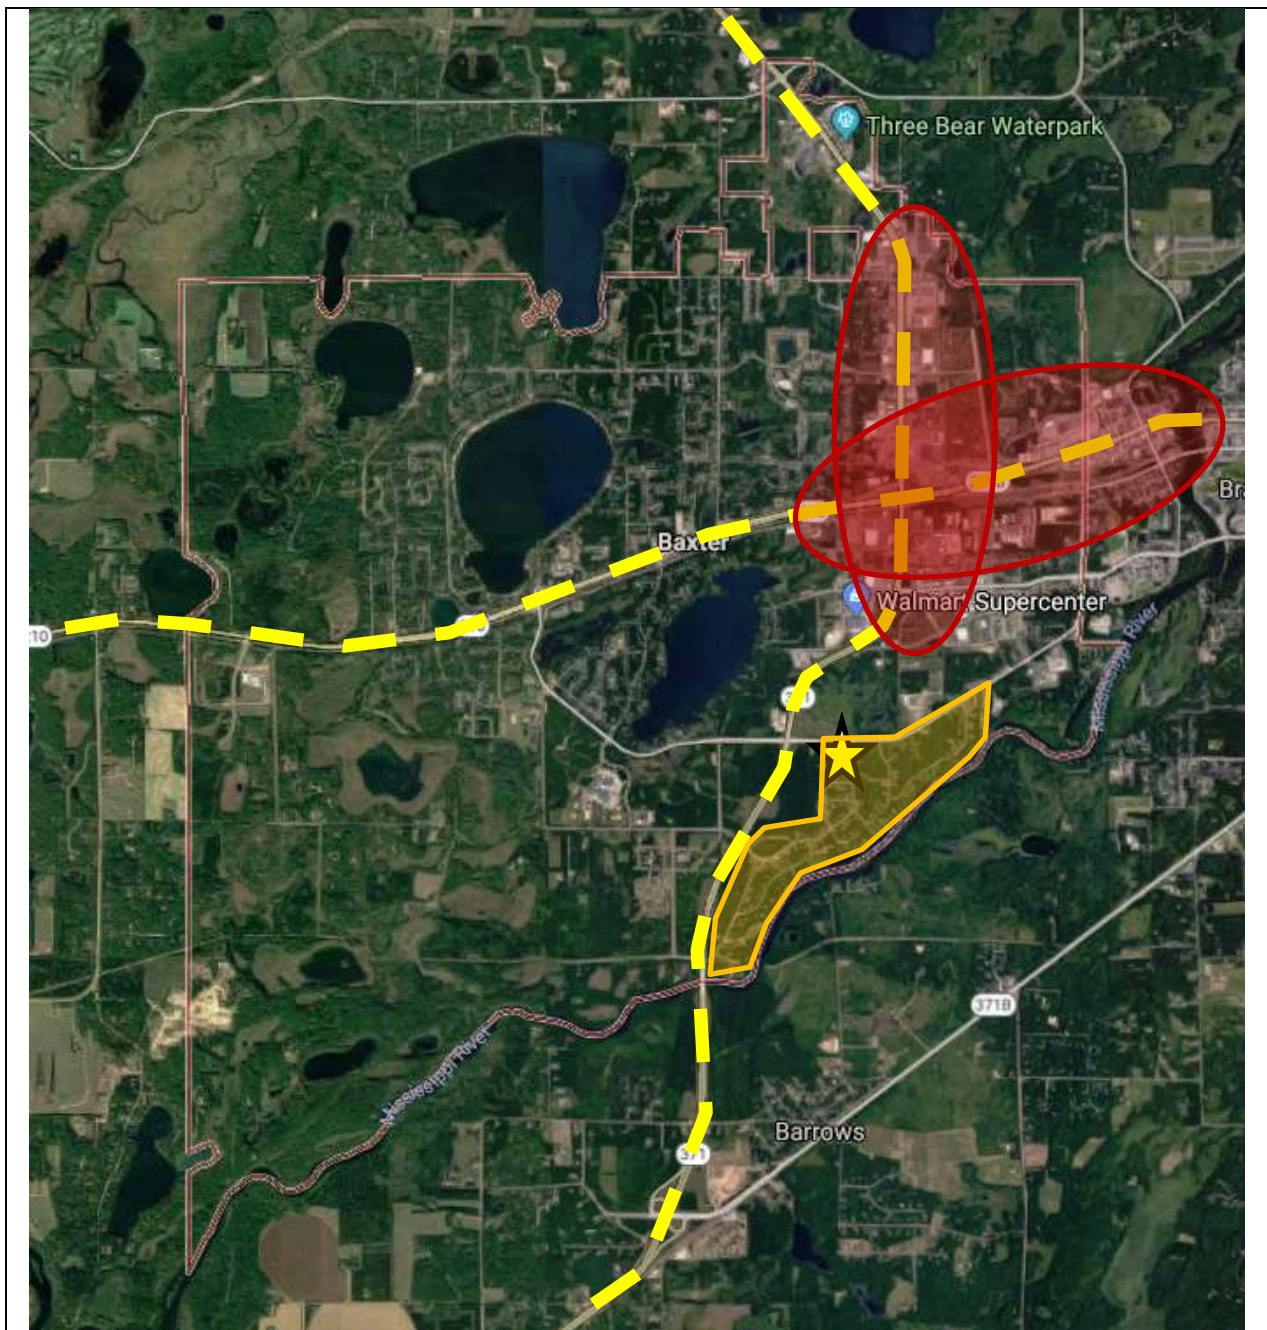 Three Bear Waterpark
Br
Baxter
Walmart Supercenter
10
Mississippi River
371B
Mississippi River
Barrows
371